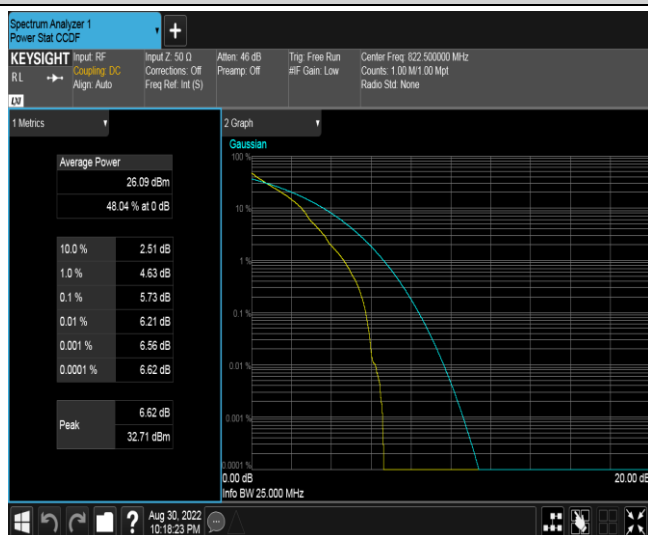 Spectrum Analyzer 1
Power Stat CCDF
+
KEYSIGHT
RL
LXI
Input: RF
Coupling: DC
Align: Auto
Input Z: 50 Ω
Corrections: Off
Freq Ref: Int (S)
Atten: 46 dB
Preamp: Off
Trig: Free Run
#IF Gain: Low
Center Freq: 822.500000 MHz
Counts: 1.00 M/1.00 Mpt
Radio Std: None
1 Metrics
Average Power
26.09 dBm
48.04 % at 0 dB
10.0 % 2.51 dB
1.0 % 4.63 dB
0.1 % 5.73 dB
0.01 % 6.21 dB
0.001 % 6.56 dB
0.0001 % 6.62 dB
Peak
6.62 dB
32.71 dBm
2 Graph
Gaussian
100 %
10 %
1 %
0.1 %
0.01 %
0.001 %
0.0001 %
0.00 dB
20.00 dB
Info BW 25.000 MHz
?
Aug 30, 2022
10:18:23 PM